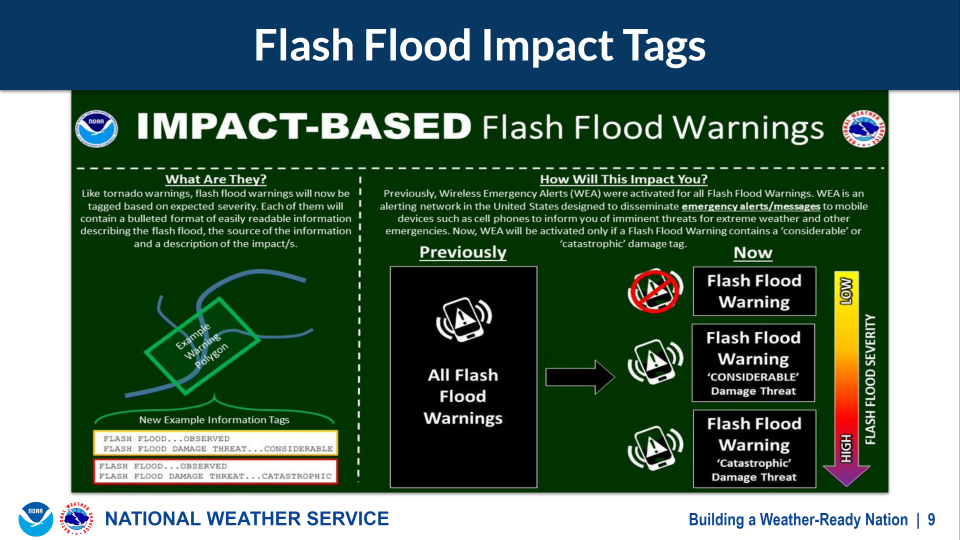 Flash Flood Impact Tags
NOAA
IMPACT-BASED Flash Flood Warnings
NATIONAL WEATHER SERVICE
What Are They?
Like tornado warnings, flash flood warnings will now be
tagged based on expected severity. Each of them will
contain a bulleted format of easily readable information
describing the flash flood, the source of the information
and a description of the impact/s.
Example
Warning
Polygon
New Example Information Tags
FLASH FLOOD...OBSERVED
FLASH FLOOD DAMAGE THREAT...CONSIDERABLE
FLASH FLOOD...OBSERVED
FLASH FLOOD DAMAGE THREAT...CATASTROPHIC
How Will This Impact You?
Previously, Wireless Emergency Alerts (WEA) were activated for all Flash Flood Warnings. WEA is an
alerting network in the United States designed to disseminate emergency alerts/messages to mobile
devices such as cell phones to inform you of imminent threats for extreme weather and other
emergencies. Now, WEA will be activated only if a Flash Flood Warning contains a ‘considerable’ or
‘catastrophic’ damage tag.
Previously
All Flash
Flood
Warnings
Now
Flash Flood
Warning
Flash Flood
Warning
‘CONSIDERABLE’
Damage Threat
Flash Flood
Warning
‘Catastrophic’
Damage Threat
LOW
HIGH
FLASH FLOOD SEVERITY
NOAA
NATIONAL WEATHER SERVICE
NATIONAL WEATHER SERVICE
Building a Weather-Ready Nation | 9